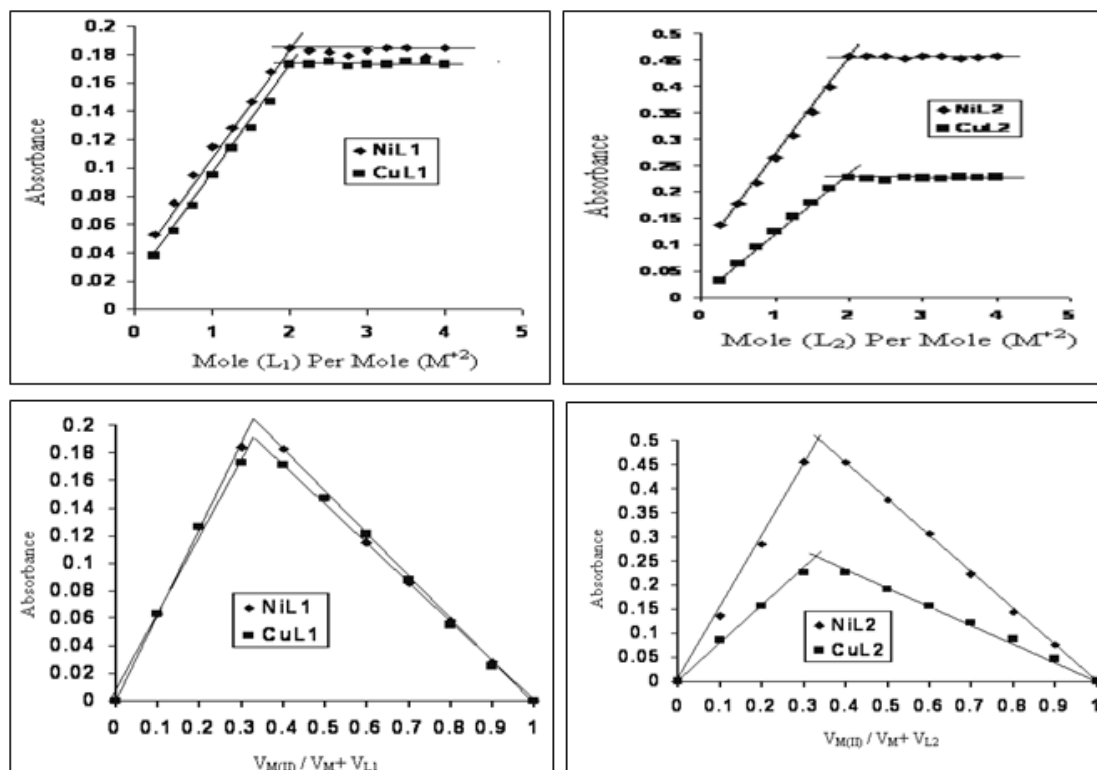 0.2
0.18
0.16
0.14
0.12
0.1
0.08
0.06
0.04
0.02
0
Absorbance
NiL1
CuL1
0 1 2 3 4 5
Mole (L1) Per Mole (M+2)
0.5
0.45
0.4
0.35
0.3
0.25
0.2
0.15
0.1
0.05
0
Absorbance
NiL2
CuL2
0 1 2 3 4 5
Mole (L2) Per Mole (M+2)
0.2
0.18
0.16
0.14
0.12
0.1
0.08
0.06
0.04
0.02
0
Absorbance
NiL1
CuL1
0 0.1 0.2 0.3 0.4 0.5 0.6 0.7 0.8 0.9 1
VM(II) / VM+ VL1
0.5
0.45
0.4
0.35
0.3
0.25
0.2
0.15
0.1
0.05
0
Absorbance
NiL2
CuL2
0 0.1 0.2 0.3 0.4 0.5 0.6 0.7 0.8 0.9 1
VM(II) / VM+ VL2